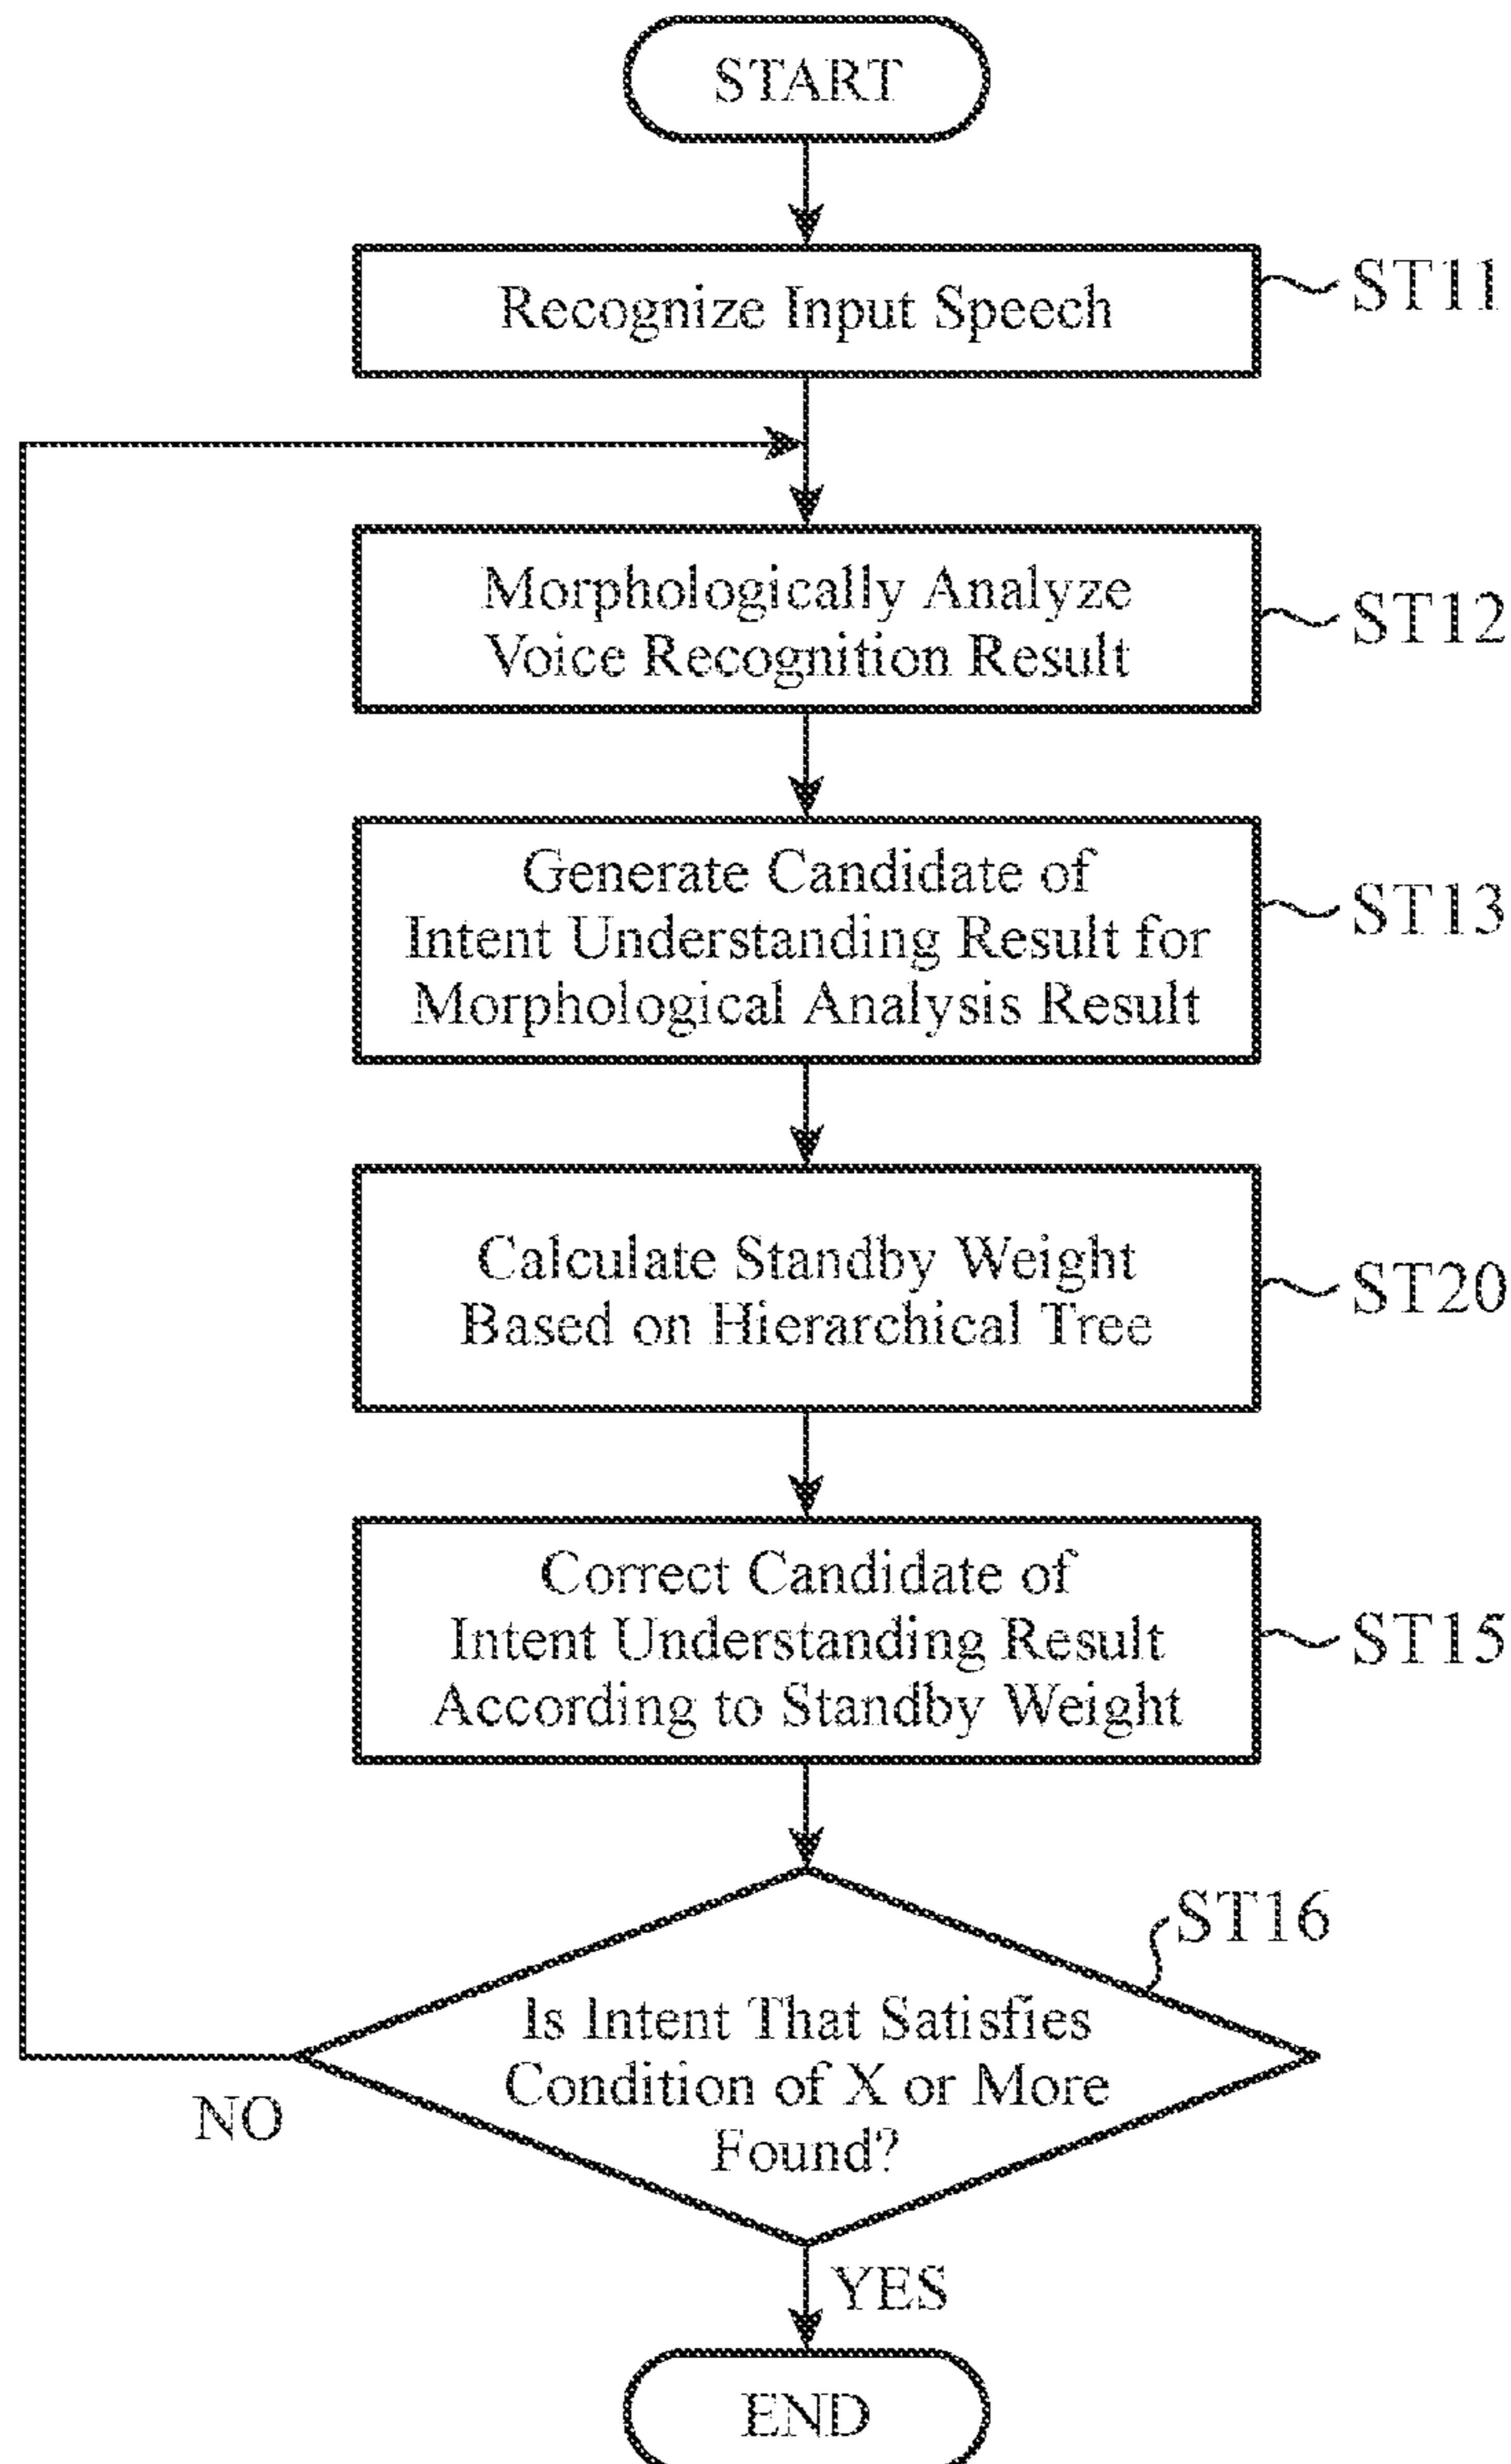 START
Recognize Input Speech
ST11
Morphologically Analyze
Voice Recognition Result
ST12
Generate Candidate of
Intent Understanding Result for
Morphological Analysis Result
ST13
Calculate Standby Weight
Based on Hierarchical Tree
ST20
Correct Candidate of
Intent Understanding Result
According to Standby Weight
ST15
ST16
Is Intent That Satisfies
Condition of X or More
Found?
NO
YES
END